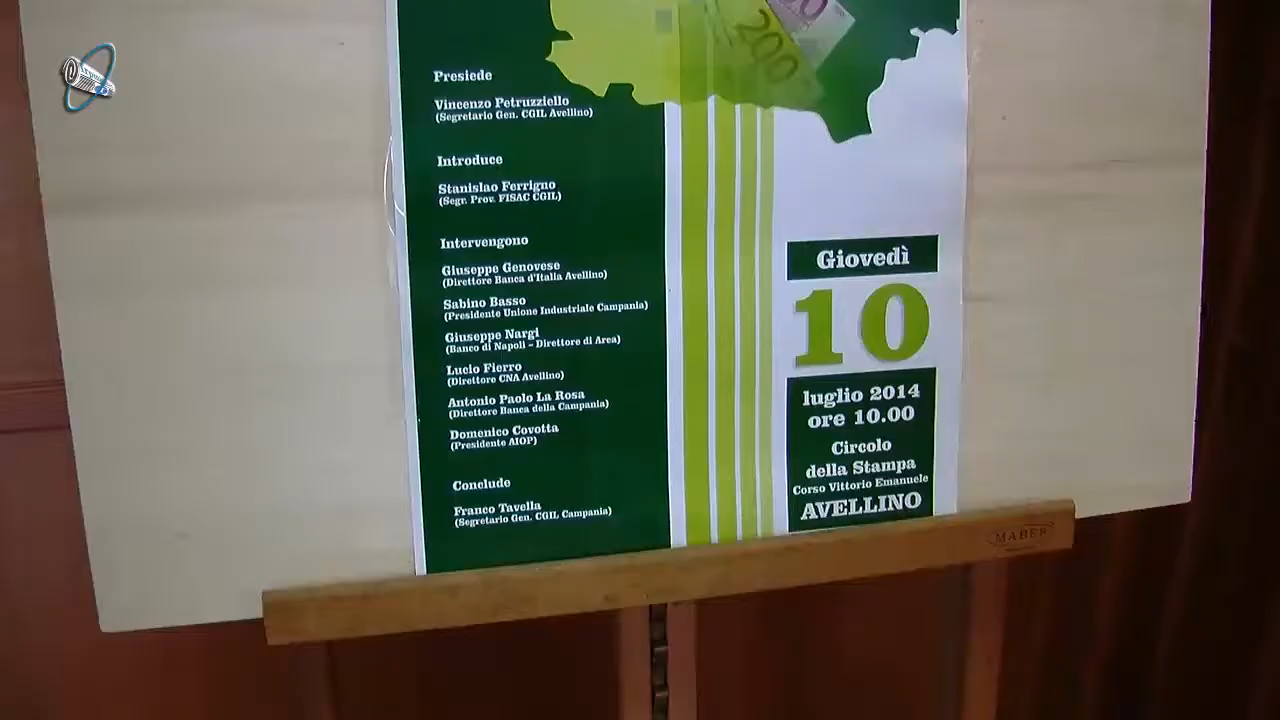 200
Presiede
Vincenzo Petruzziello
(Segretario Gen. CGIL Avellino)
Introduce
Stanislao Ferrigno
(Segr. Prov. FISAC CGIL)
Intervengono
Giuseppe Genovese
(Direttore Banca d'Italia Avellino)
Sabino Basso
(Presidente Unione Industriale Campania)
Giuseppe Nargi
(Banco di Napoli – Direttore di Area)
Lucio Fierro
(Direttore CNA Avellino)
Antonio Paolo La Rosa
(Direttore Banca della Campania)
Domenico Covotta
(Presidente AIOP)
Conclude
Franco Tavella
(Segretario Gen. CGIL Campania)
Giovedì
10
luglio 2014
ore 10.00
Circolo
della Stampa
Corso Vittorio Emanuele
AVELLINO
MABEF